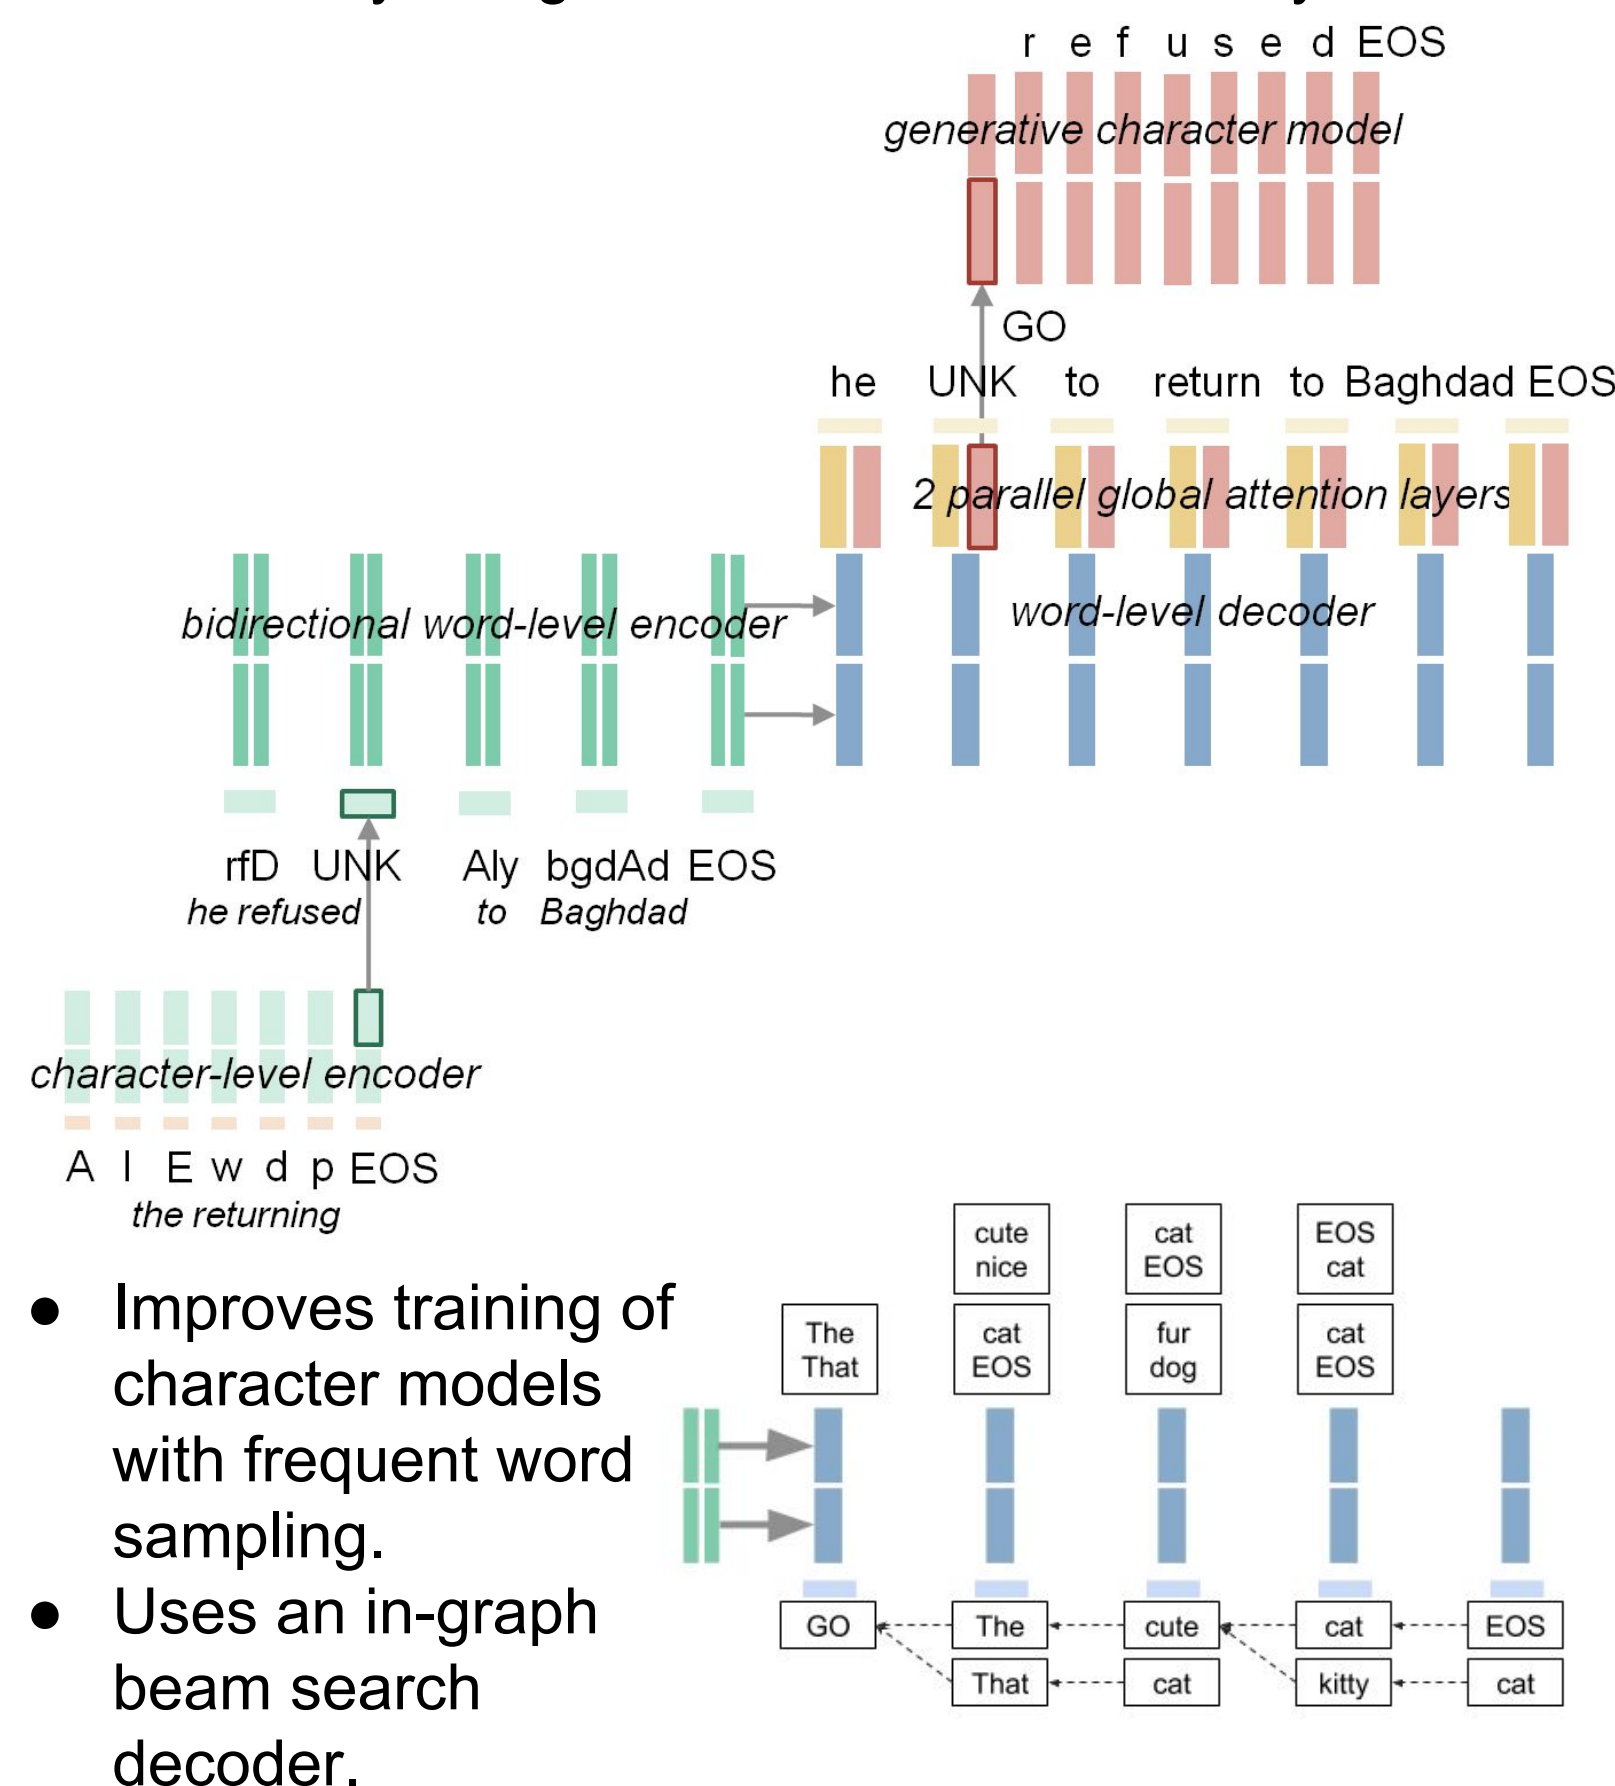 r e f u s e d EOS
generative character model
GO
he UNK to return to Baghdad EOS
2 parallel global attention layers
bidirectional word-level encoder
word-level decoder
rfD UNK Aly bgdAd EOS
he refused to Baghdad
character-level encoder
A l E w d p EOS
the returning
● Improves training of
character models
with frequent word
sampling.
● Uses an in-graph
beam search
decoder.
The
That
cute
nice
cat
EOS
cat
EOS
fur
dog
EOS
cat
cat
EOS
GO The cute cat EOS
That cat kitty cat